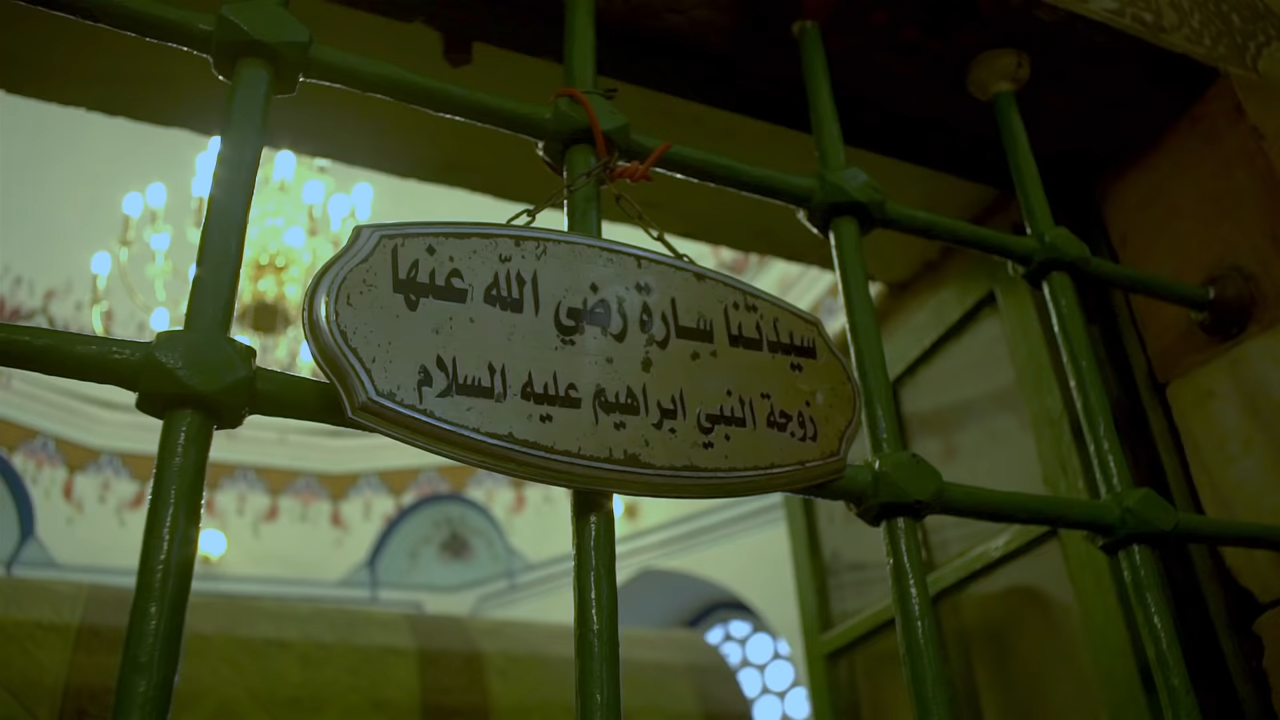 سيدتنا سارة رضي الله عنها
زوجة النبي ابراهيم عليه السلام